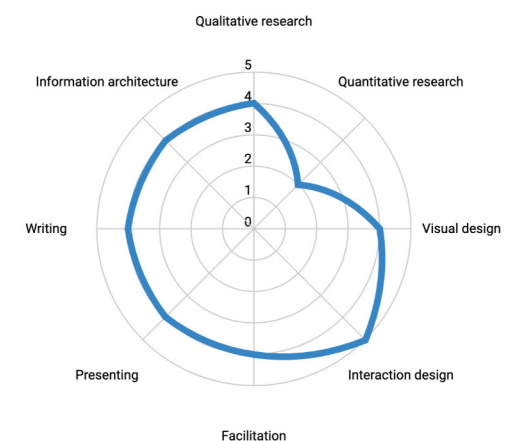 Qualitative research
5
Information architecture
Quantitative research
4
3
2
1
0
Writing
Visual design
Presenting
Interaction design
Facilitation